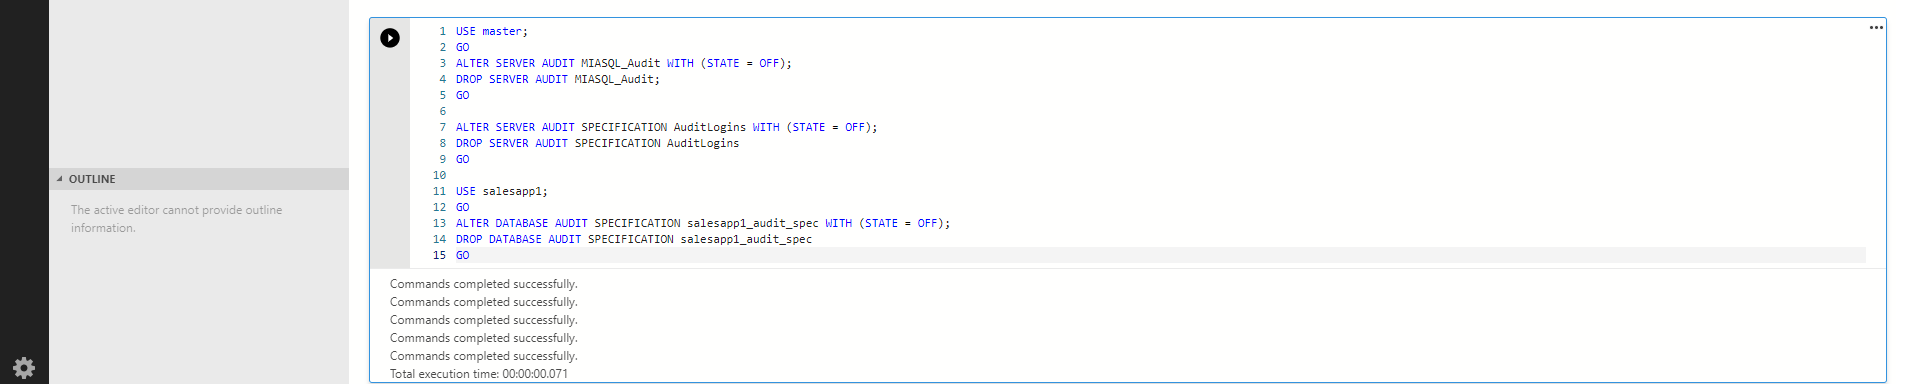 OUTLINE
The active editor cannot provide outline
information.
1 USE master;
2 GO
3 ALTER SERVER AUDIT MIASQL_Audit WITH (STATE = OFF);
4 DROP SERVER AUDIT MIASQL_Audit;
5 GO
6
7 ALTER SERVER AUDIT SPECIFICATION AuditLogins WITH (STATE = OFF);
8 DROP SERVER AUDIT SPECIFICATION AuditLogins
9 GO
10
11 USE salesapp1;
12 GO
13 ALTER DATABASE AUDIT SPECIFICATION salesapp1_audit_spec WITH (STATE = OFF);
14 DROP DATABASE AUDIT SPECIFICATION salesapp1_audit_spec
15 GO
Commands completed successfully.
Commands completed successfully.
Commands completed successfully.
Commands completed successfully.
Commands completed successfully.
Total execution time: 00:00:00.071